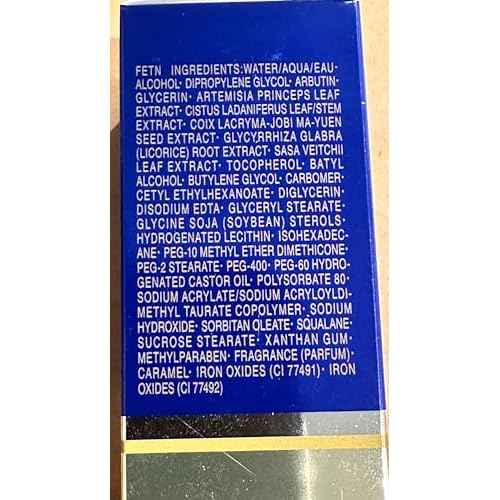 FETN INGREDIENTS:WATER/AQUA/EAU·
ALCOHOL· DIPROPYLENE GLYCOL· ARBUTIN·
GLYCERIN· ARTEMISIA PRINCEPS LEAF
EXTRACT· CISTUS LADANIFERUS LEAF/STEM
EXTRACT· COIX LACRYMA-JOBI MA-YUEN
SEED EXTRACT· GLYCYRRHIZA GLABRA
(LICORICE) ROOT EXTRACT· SASA VEITCHII
LEAF EXTRACT· TOCOPHEROL· BATYL
ALCOHOL· BUTYLENE GLYCOL· CARBOMER·
CETYL ETHYLHEXANOATE· DIGLYCERIN·
DISODIUM EDTA· GLYCERYL STEARATE·
GLYCINE SOJA (SOYBEAN) STEROLS·
HYDROGENATED LECITHIN· ISOHEXADEC-
ANE· PEG-10 METHYL ETHER DIMETHICONE·
PEG-2 STEARATE· PEG-400· PEG-60 HYDRO-
GENATED CASTOR OIL· POLYSORBATE 80·
SODIUM ACRYLATE/SODIUM ACRYLOYLDI-
METHYL TAURATE COPOLYMER· SODIUM
HYDROXIDE· SORBITAN OLEATE· SQUALANE·
SUCROSE STEARATE· XANTHAN GUM·
METHYLPARABEN· FRAGRANCE (PARFUM)·
CARAMEL· IRON OXIDES (CI 77491)· IRON
OXIDES (CI 77492)